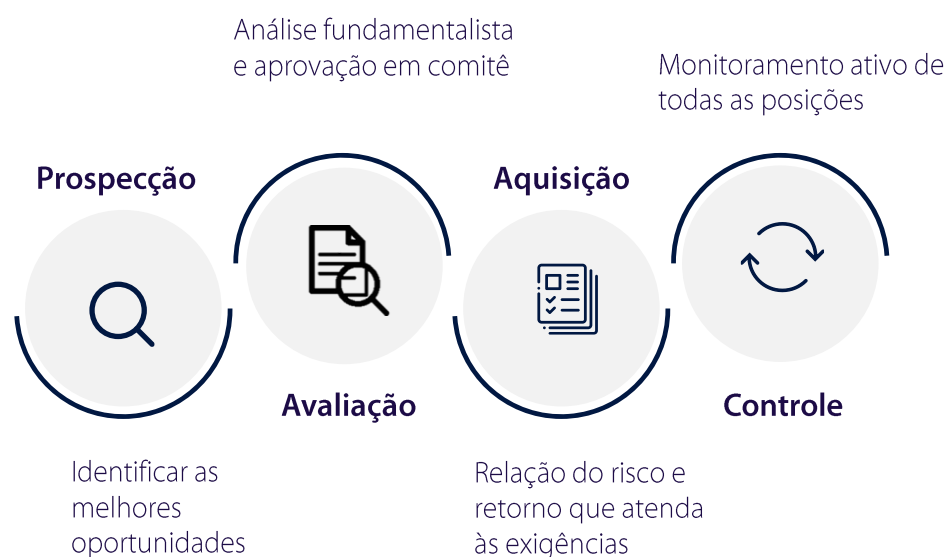 Prospecção
Identificar as
melhores
oportunidades
Análise fundamentalista
e aprovação em comitê
Avaliação
Aquisição
Relação do risco e
retorno que atenda
às exigências
Monitoramento ativo de
todas as posições
Controle